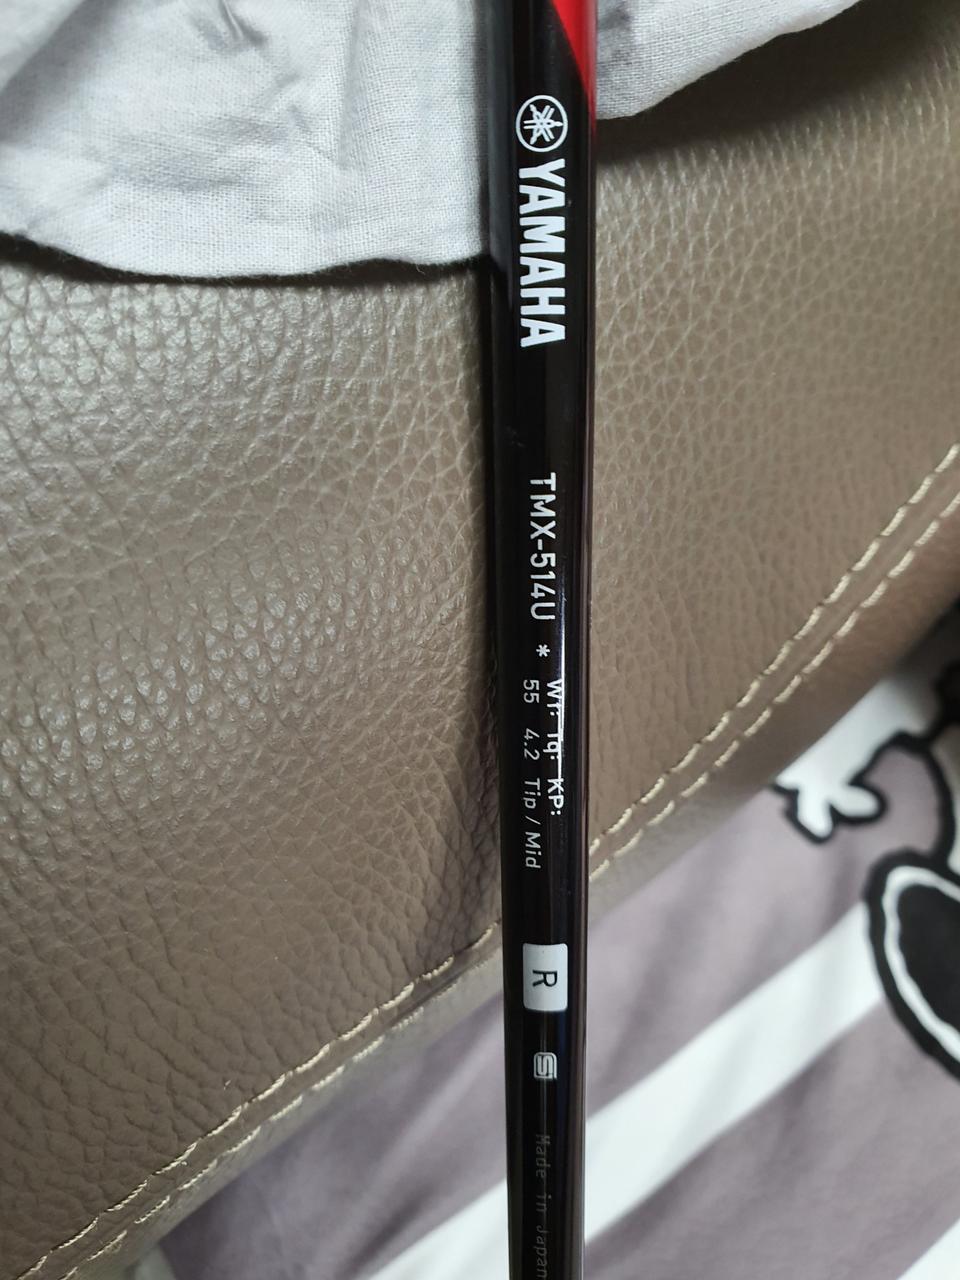 YAMAHA
TMX-514U * Wt: Tq: KP:
55 4.2 Tip / Mid
R
S
Made in Japan